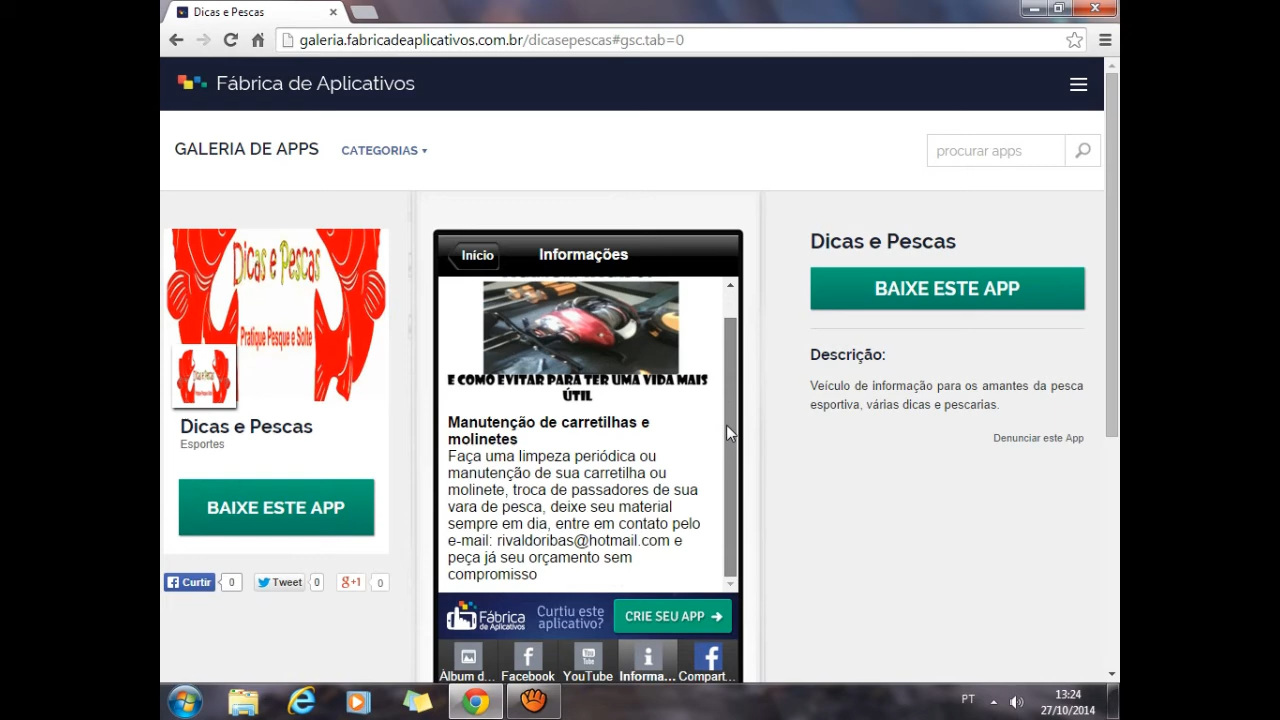 Dicas e Pescas
galeria.fabricadeaplicativos.com.br/dicasepescas#gsc.tab=0
Fábrica de Aplicativos
GALERIA DE APPS
CATEGORIAS
procurar apps
Dicas e Pescas
Pratique Pesque e Solte
Dicas e Pescas
Dicas e Pescas
Esportes
BAIXE ESTE APP
Curtir 0
Tweet 0
g+1 0
Início
Informações
E COMO EVITAR PARA TER UMA VIDA MAIS
ÚTIL
Manutenção de carretilhas e
molinetes
Faça uma limpeza periódica ou
manutenção de sua carretilha ou
molinete, troca de passadores de sua
vara de pesca, deixe seu material
sempre em dia, entre em contato pelo
e-mail: rivaldoribas@hotmail.com e
peça já seu orçamento sem
compromisso
Fábrica
de Aplicativos
Curtiu este
aplicativo?
CRIE SEU APP
You
Tube
Álbum d...
Facebook
YouTube
Informa...
Compart...
Dicas e Pescas
BAIXE ESTE APP
Descrição:
Veículo de informação para os amantes da pesca
esportiva, várias dicas e pescarias.
Denunciar este App
PT
13:24
27/10/2014